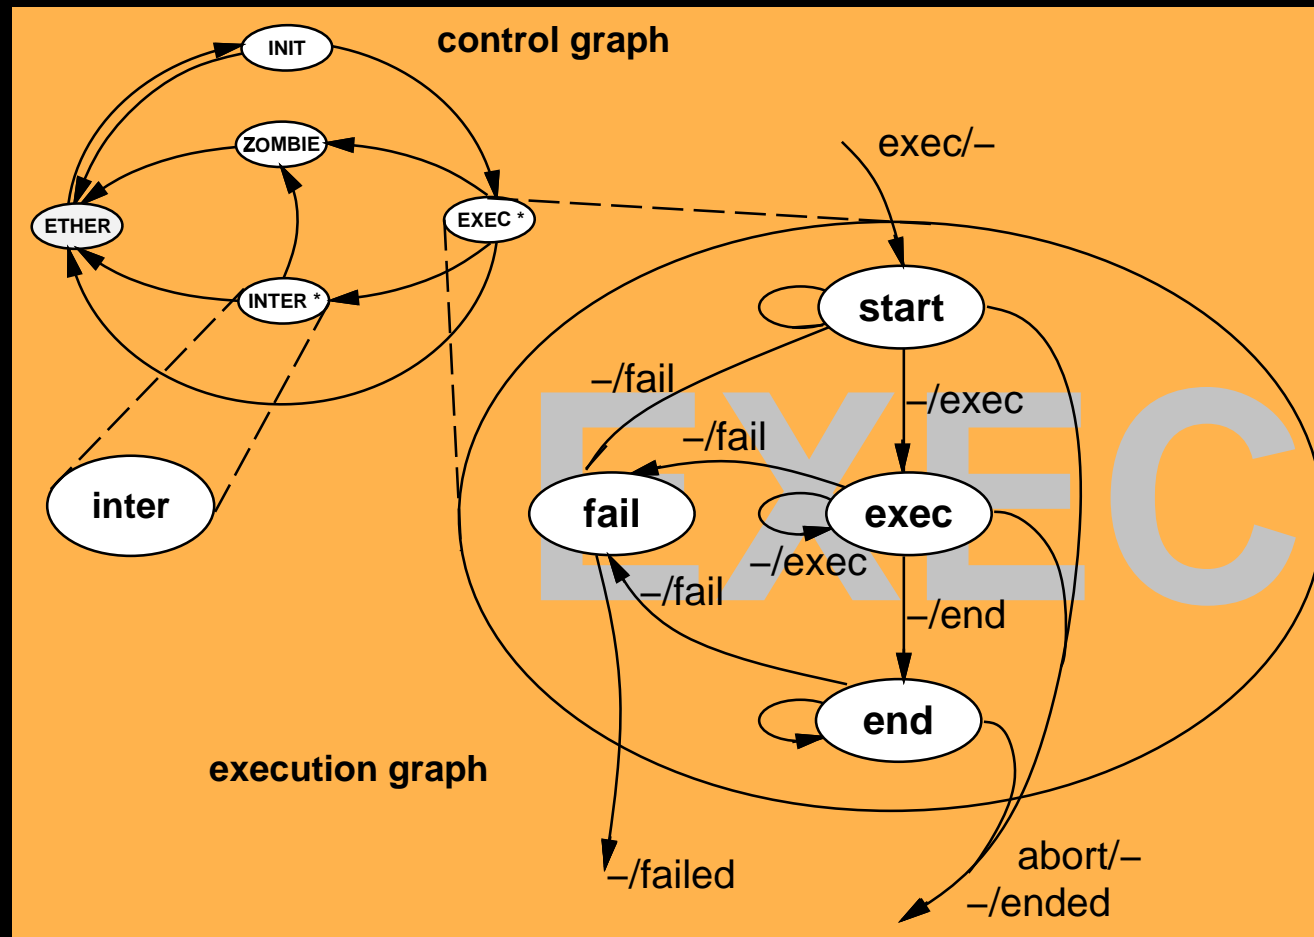 control graph
INIT
ZOMBIE
ETHER
EXEC *
INTER *
inter
execution graph
exec/–
start
–/fail
–/exec
–/fail
EXEC
fail
exec
–/exec
–/fail
–/end
end
–/failed
abort/–
–/ended